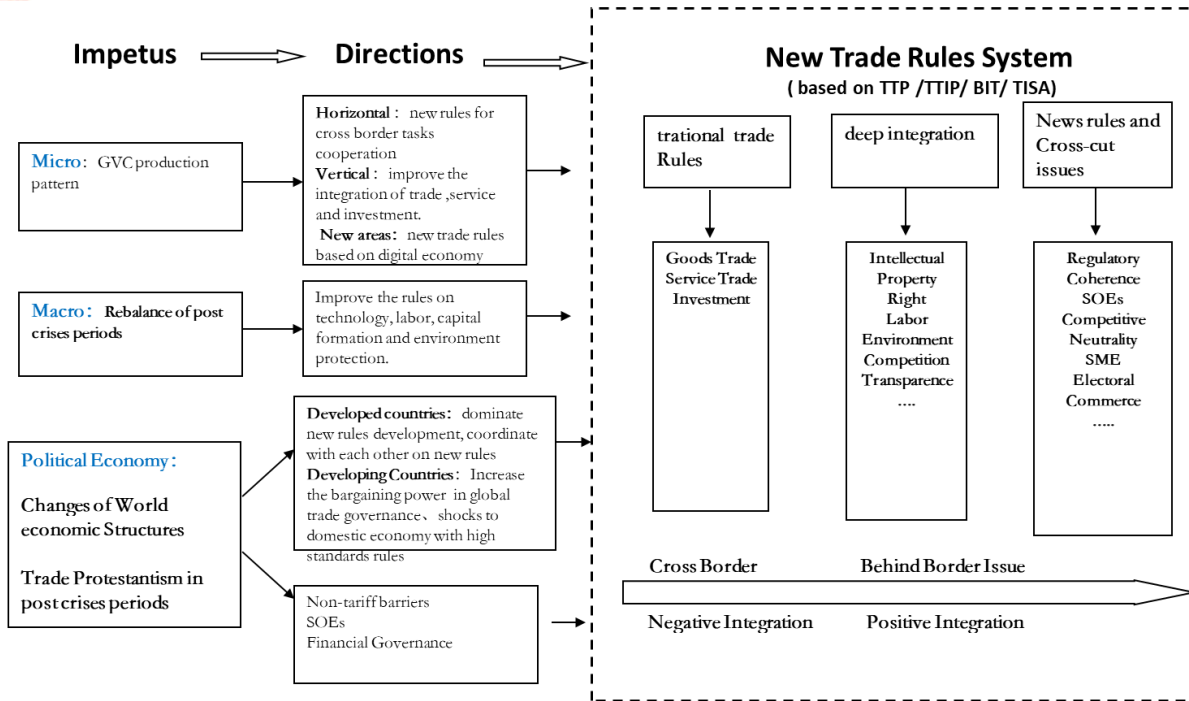 Impetus
Directions
Micro： GVC production
pattern
Horizontal： new rules for
cross border tasks
cooperation
Vertical： improve the
integration of trade ,service
and investment.
New areas： new trade rules
based on digital economy
Macro： Rebalance of post
crises periods
Improve the rules on
technology, labor, capital
formation and environment
protection.
Political Economy：
Changes of World
economic Structures
Trade Protestantism in
post crises periods
Developed countries： dominate
new rules development, coordinate
with each other on new rules
Developing Countries： Increase
the bargaining power in global
trade governance、 shocks to
domestic economy with high
standards rules
Non-tariff barriers
SOEs
Financial Governance
New Trade Rules System
( based on TTP /TTIP/ BIT/ TISA)
trational trade
Rules
deep integration
News rules and
Cross-cut
issues
Goods Trade
Service Trade
Investment
Intellectual
Property
Right
Labor
Environment
Competition
Transparence
....
Regulatory
Coherence
SOEs
Competitive
Neutrality
SME
Electoral
Commerce
.....
Cross Border
Behind Border Issue
Negative Integration
Positive Integration